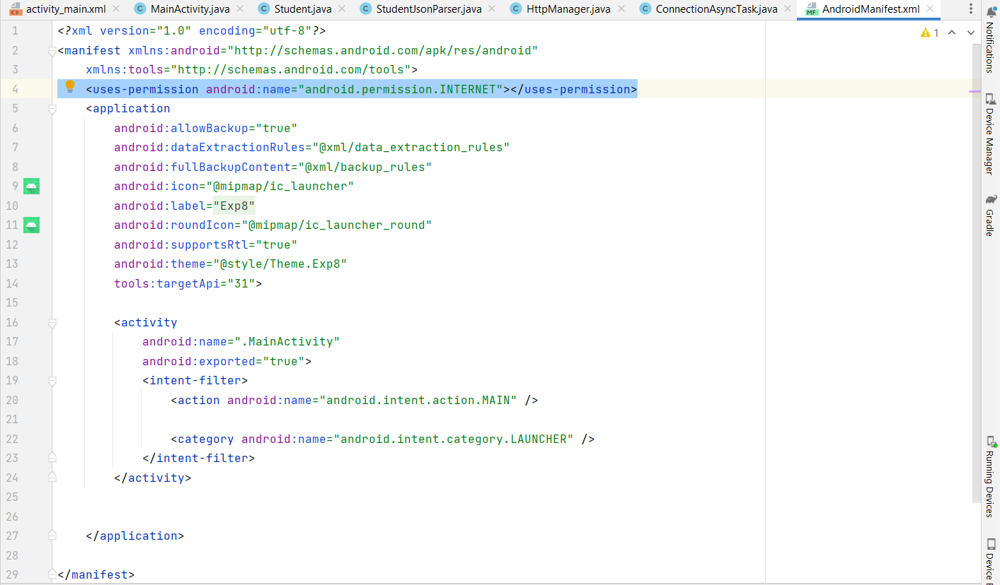 activity_main.xml MainActivity.java Student.java StudentJsonParser.java HttpManager.java ConnectionAsyncTask.java AndroidManifest.xml
1 <?xml version="1.0" encoding="utf-8"?>
2 <manifest xmlns:android="http://schemas.android.com/apk/res/android"
3 xmlns:tools="http://schemas.android.com/tools">
4 <uses-permission android:name="android.permission.INTERNET"></uses-permission>
5 <application
6 android:allowBackup="true"
7 android:dataExtractionRules="@xml/data_extraction_rules"
8 android:fullBackupContent="@xml/backup_rules"
9 android:icon="@mipmap/ic_launcher"
10 android:label="Exp8"
11 android:roundIcon="@mipmap/ic_launcher_round"
12 android:supportsRtl="true"
13 android:theme="@style/Theme.Exp8"
14 tools:targetApi="31">
15
16 <activity
17 android:name=".MainActivity"
18 android:exported="true">
19 <intent-filter>
20 <action android:name="android.intent.action.MAIN" />
21
22 <category android:name="android.intent.category.LAUNCHER" />
23 </intent-filter>
24 </activity>
25
26
27 </application>
28
29 </manifest>
1
Notifications
Device Manager
Gradle
Running Devices
Device